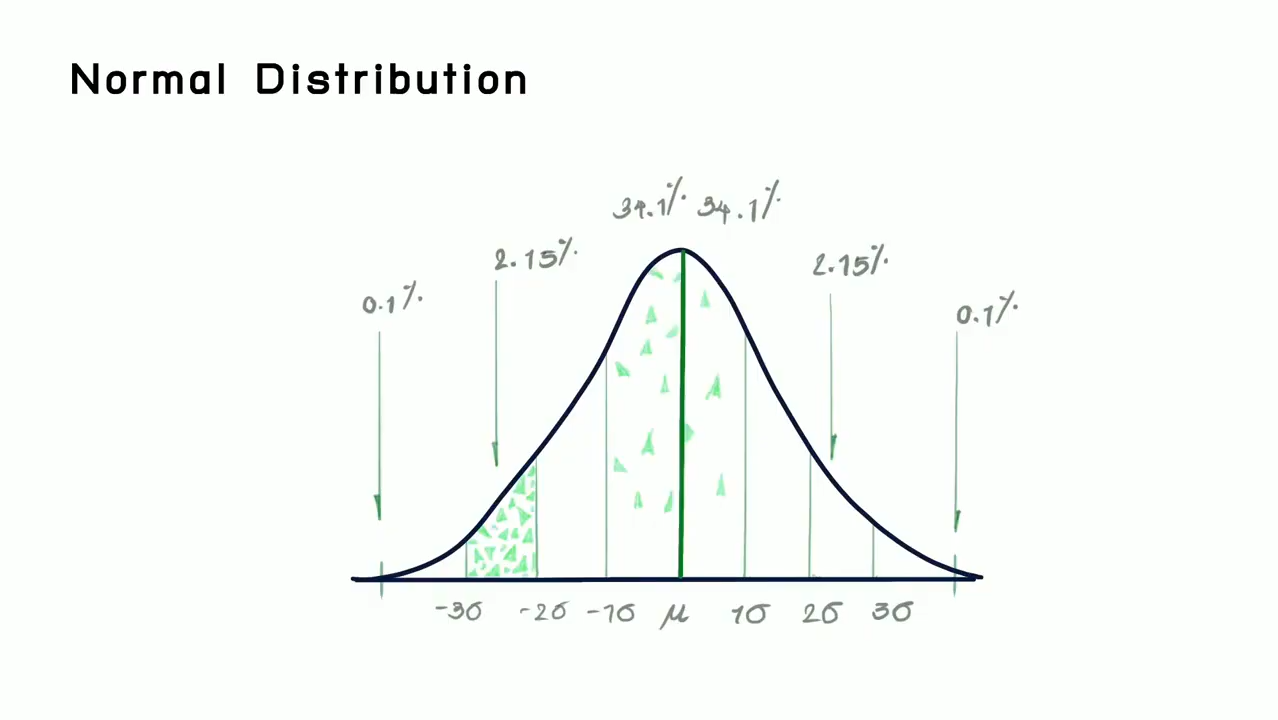 Normal Distribution
34.1% 34.1%
2.15% 2.15%
0.1% 0.1%
-3σ -2σ -1σ μ 1σ 2σ 3σ